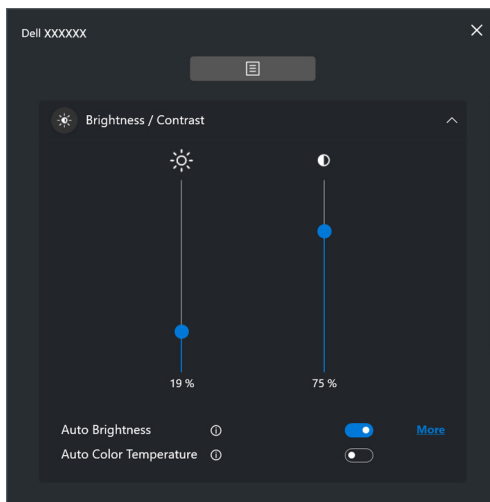 Dell XXXXXX
Brightness / Contrast
19 % 75 %
Auto Brightness More
Auto Color Temperature